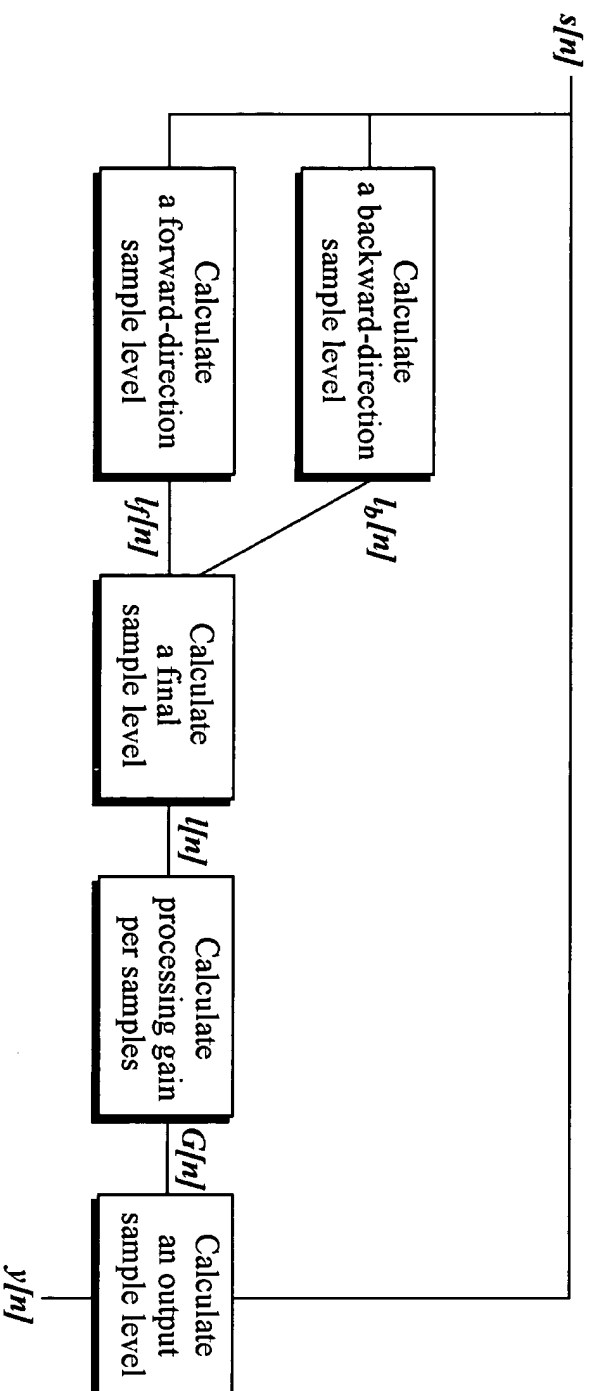 s[n]
Calculate
a backward-direction
sample level
l_b[n]
Calculate
a forward-direction
sample level
l_f[n]
Calculate
a final
sample level
l[n]
Calculate
processing gain
per samples
G[n]
Calculate
an output
sample level
y[n]